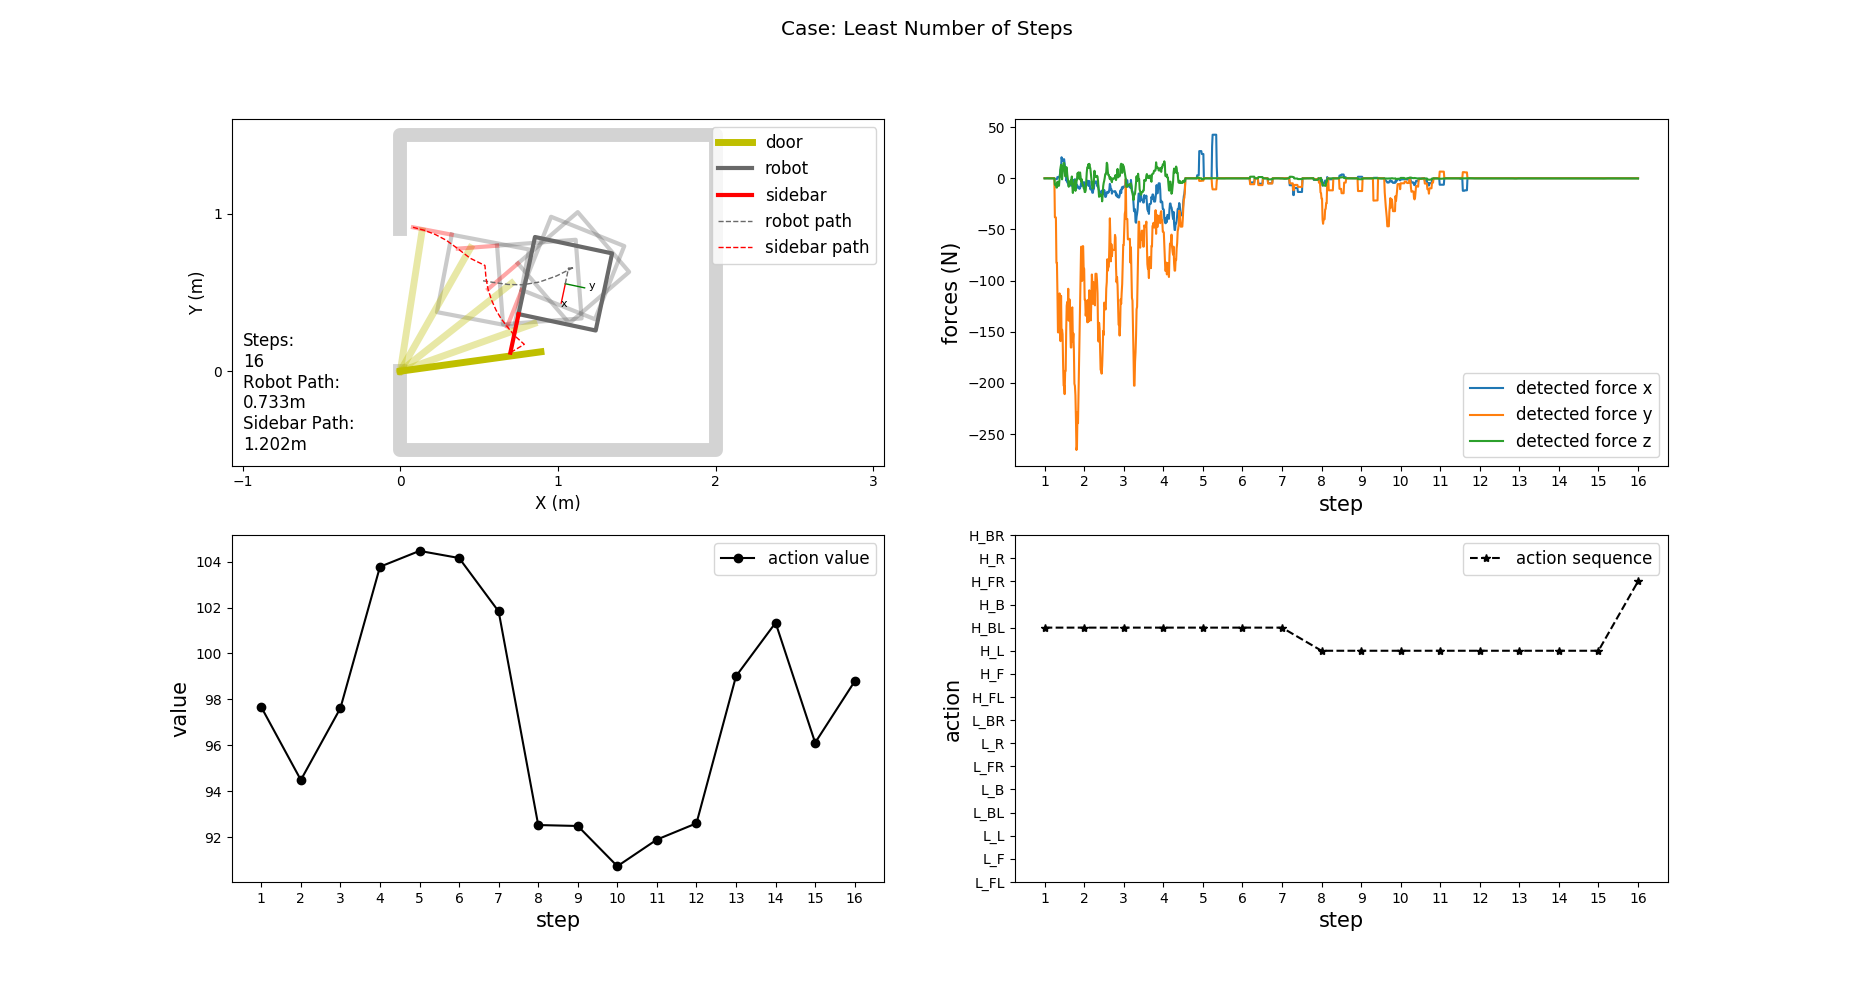 Case: Least Number of Steps
door
robot
sidebar
robot path
sidebar path
1
0
Y (m)
x
y
Steps:
16
Robot Path:
0.733m
Sidebar Path:
1.202m
−1 0 1 2 3
X (m)
50
0
−50
−100
−150
−200
−250
forces (N)
detected force x
detected force y
detected force z
1 2 3 4 5 6 7 8 9 10 11 12 13 14 15 16
step
action value
104
102
100
98
96
94
92
value
1 2 3 4 5 6 7 8 9 10 11 12 13 14 15 16
step
action sequence
H_BR
H_R
H_FR
H_B
H_BL
H_L
H_F
H_FL
L_BR
L_R
L_FR
L_B
L_BL
L_L
L_F
L_FL
action
1 2 3 4 5 6 7 8 9 10 11 12 13 14 15 16
step